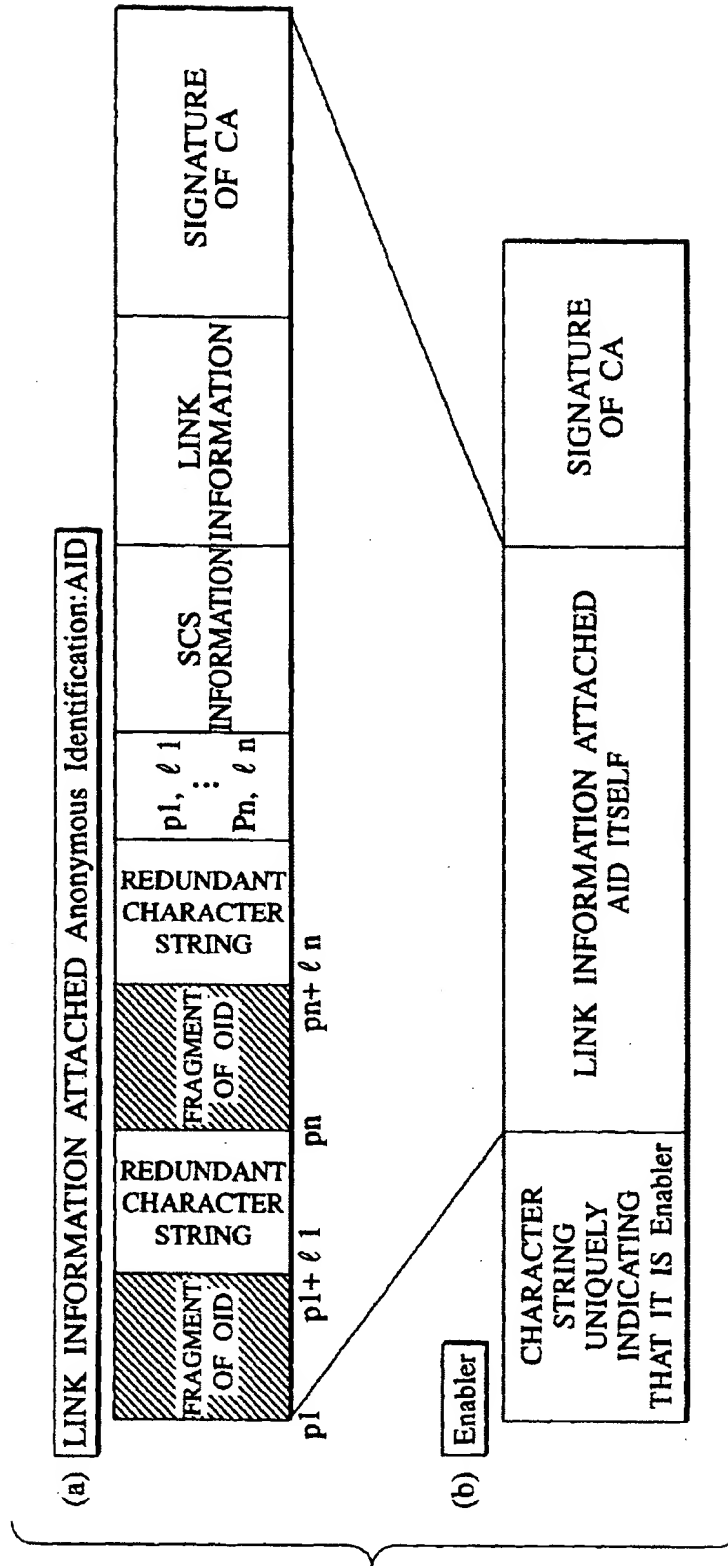 (a) LINK INFORMATION ATTACHED Anonymous Identification:AID
FRAGMENT
OF OID
REDUNDANT
CHARACTER
STRING
FRAGMENT
OF OID
REDUNDANT
CHARACTER
STRING
p1, ℓ 1
⋮
Pn, ℓ n
SCS
INFORMATION
LINK
INFORMATION
SIGNATURE
OF CA
p1
p1+ ℓ 1
pn
pn+ ℓ n
(b) Enabler
CHARACTER
STRING
UNIQUELY
INDICATING
THAT IT IS Enabler
LINK INFORMATION ATTACHED
AID ITSELF
SIGNATURE
OF CA